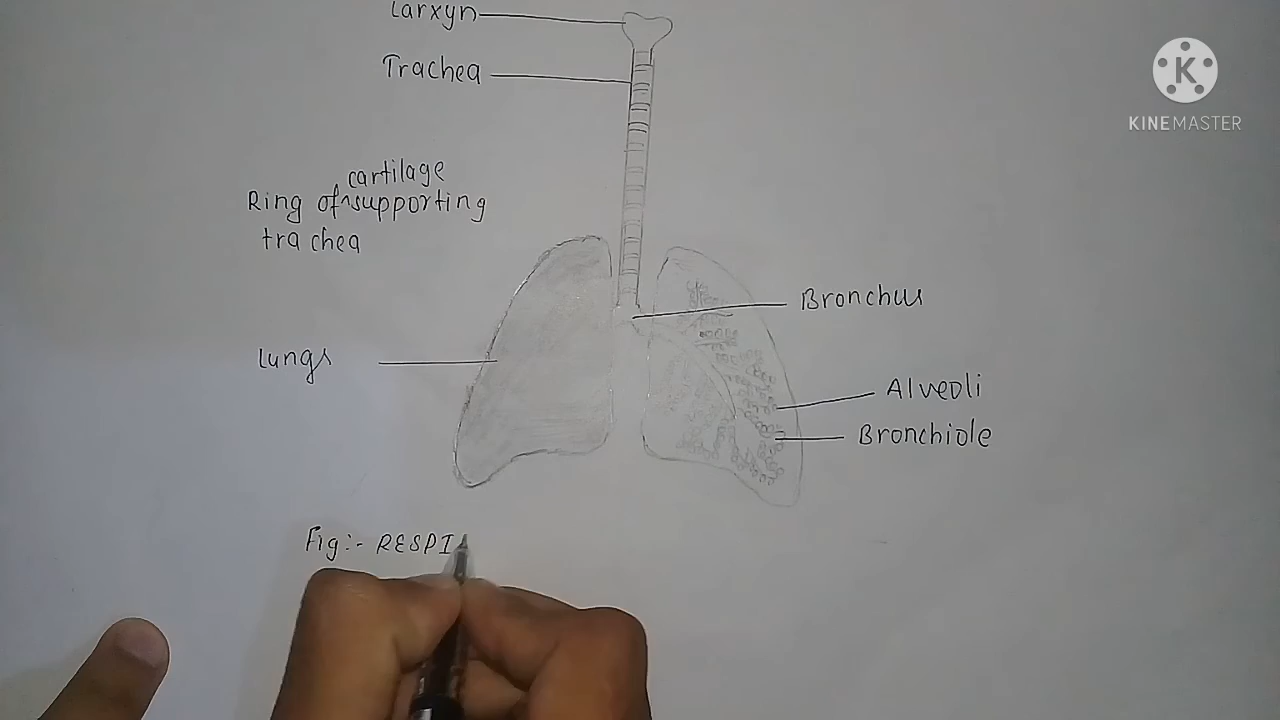 Larxyn
Trachea
cartilage
Ring of^supporting
trachea
Bronchus
Lungs
Alveoli
Bronchiole
Fig:- RESPI
K
KINEMASTER